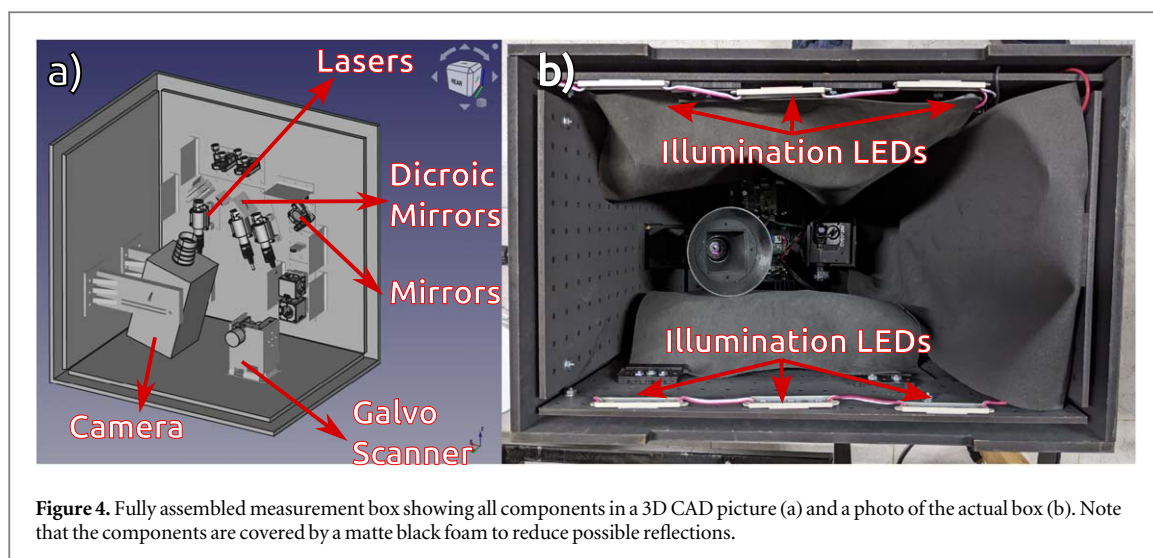 a)
Lasers
REAR
Dicroic
Mirrors
Mirrors
Camera
Galvo
Scanner
b)
Illumination LEDs
Illumination LEDs
Figure 4. Fully assembled measurement box showing all components in a 3D CAD picture (a) and a photo of the actual box (b). Note
that the components are covered by a matte black foam to reduce possible reflections.